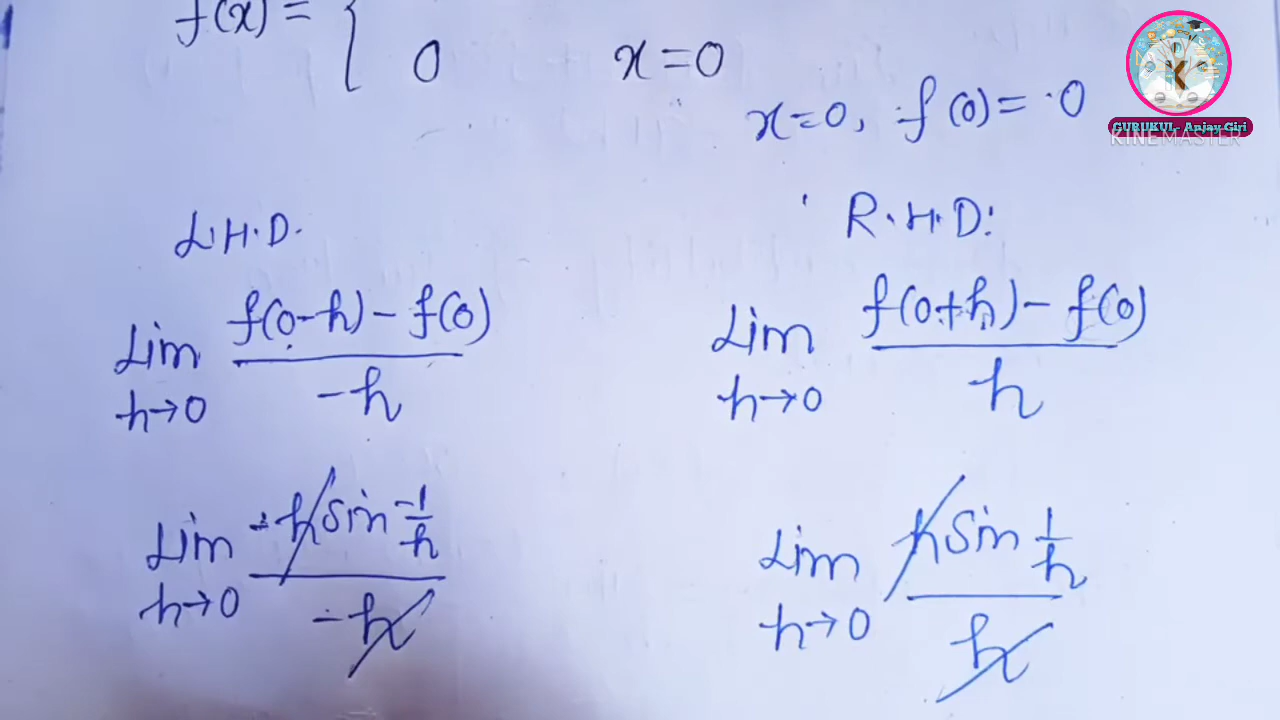 f(x) = {
0 x = 0
x = 0, f(0) = 0
GURUKUL- Anjay Giri
KINEMASTER
L.H.D.
Lim h→0 f(0-h) - f(0) / -h
Lim h→0 -h Sin -1/h / -h
R.H.D:
Lim h→0 f(0+h) - f(0) / h
Lim h→0 h Sin 1/h / h